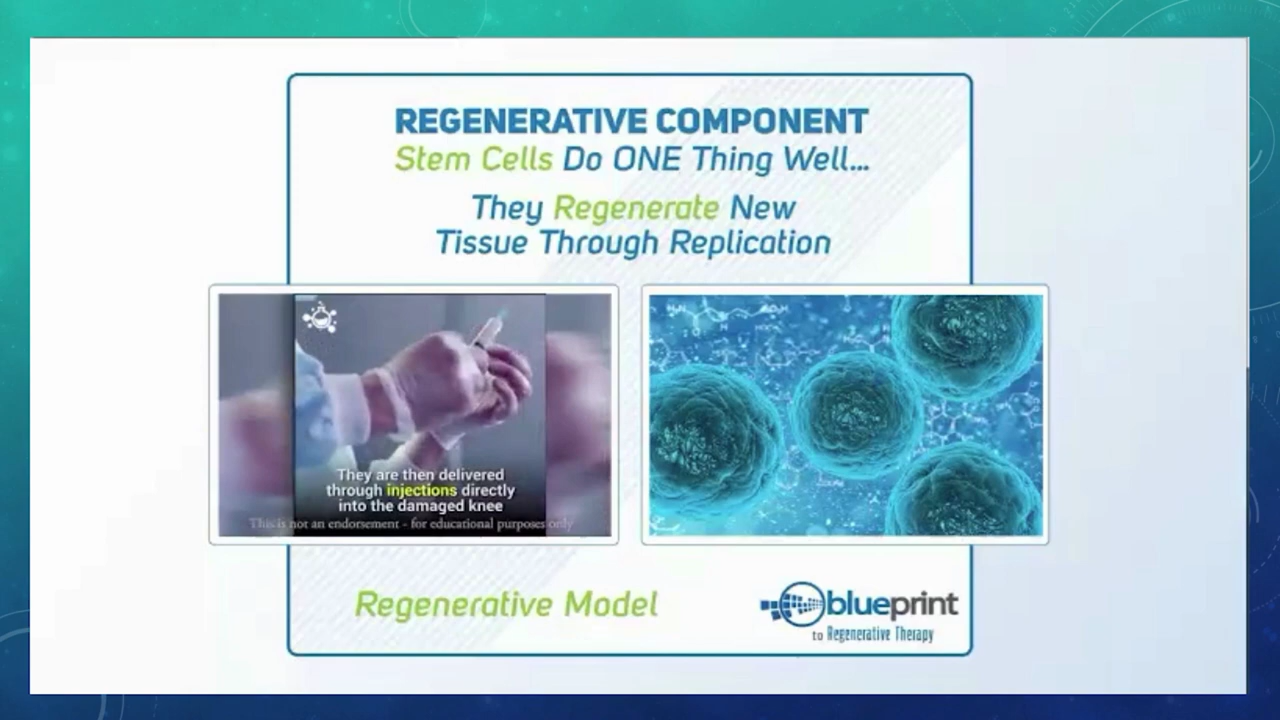 REGENERATIVE COMPONENT
Stem Cells Do ONE Thing Well...
They Regenerate New
Tissue Through Replication
They are then delivered
through injections directly
into the damaged knee
This is not an endorsement - for educational purposes only
Regenerative Model
blueprint
to Regenerative Therapy